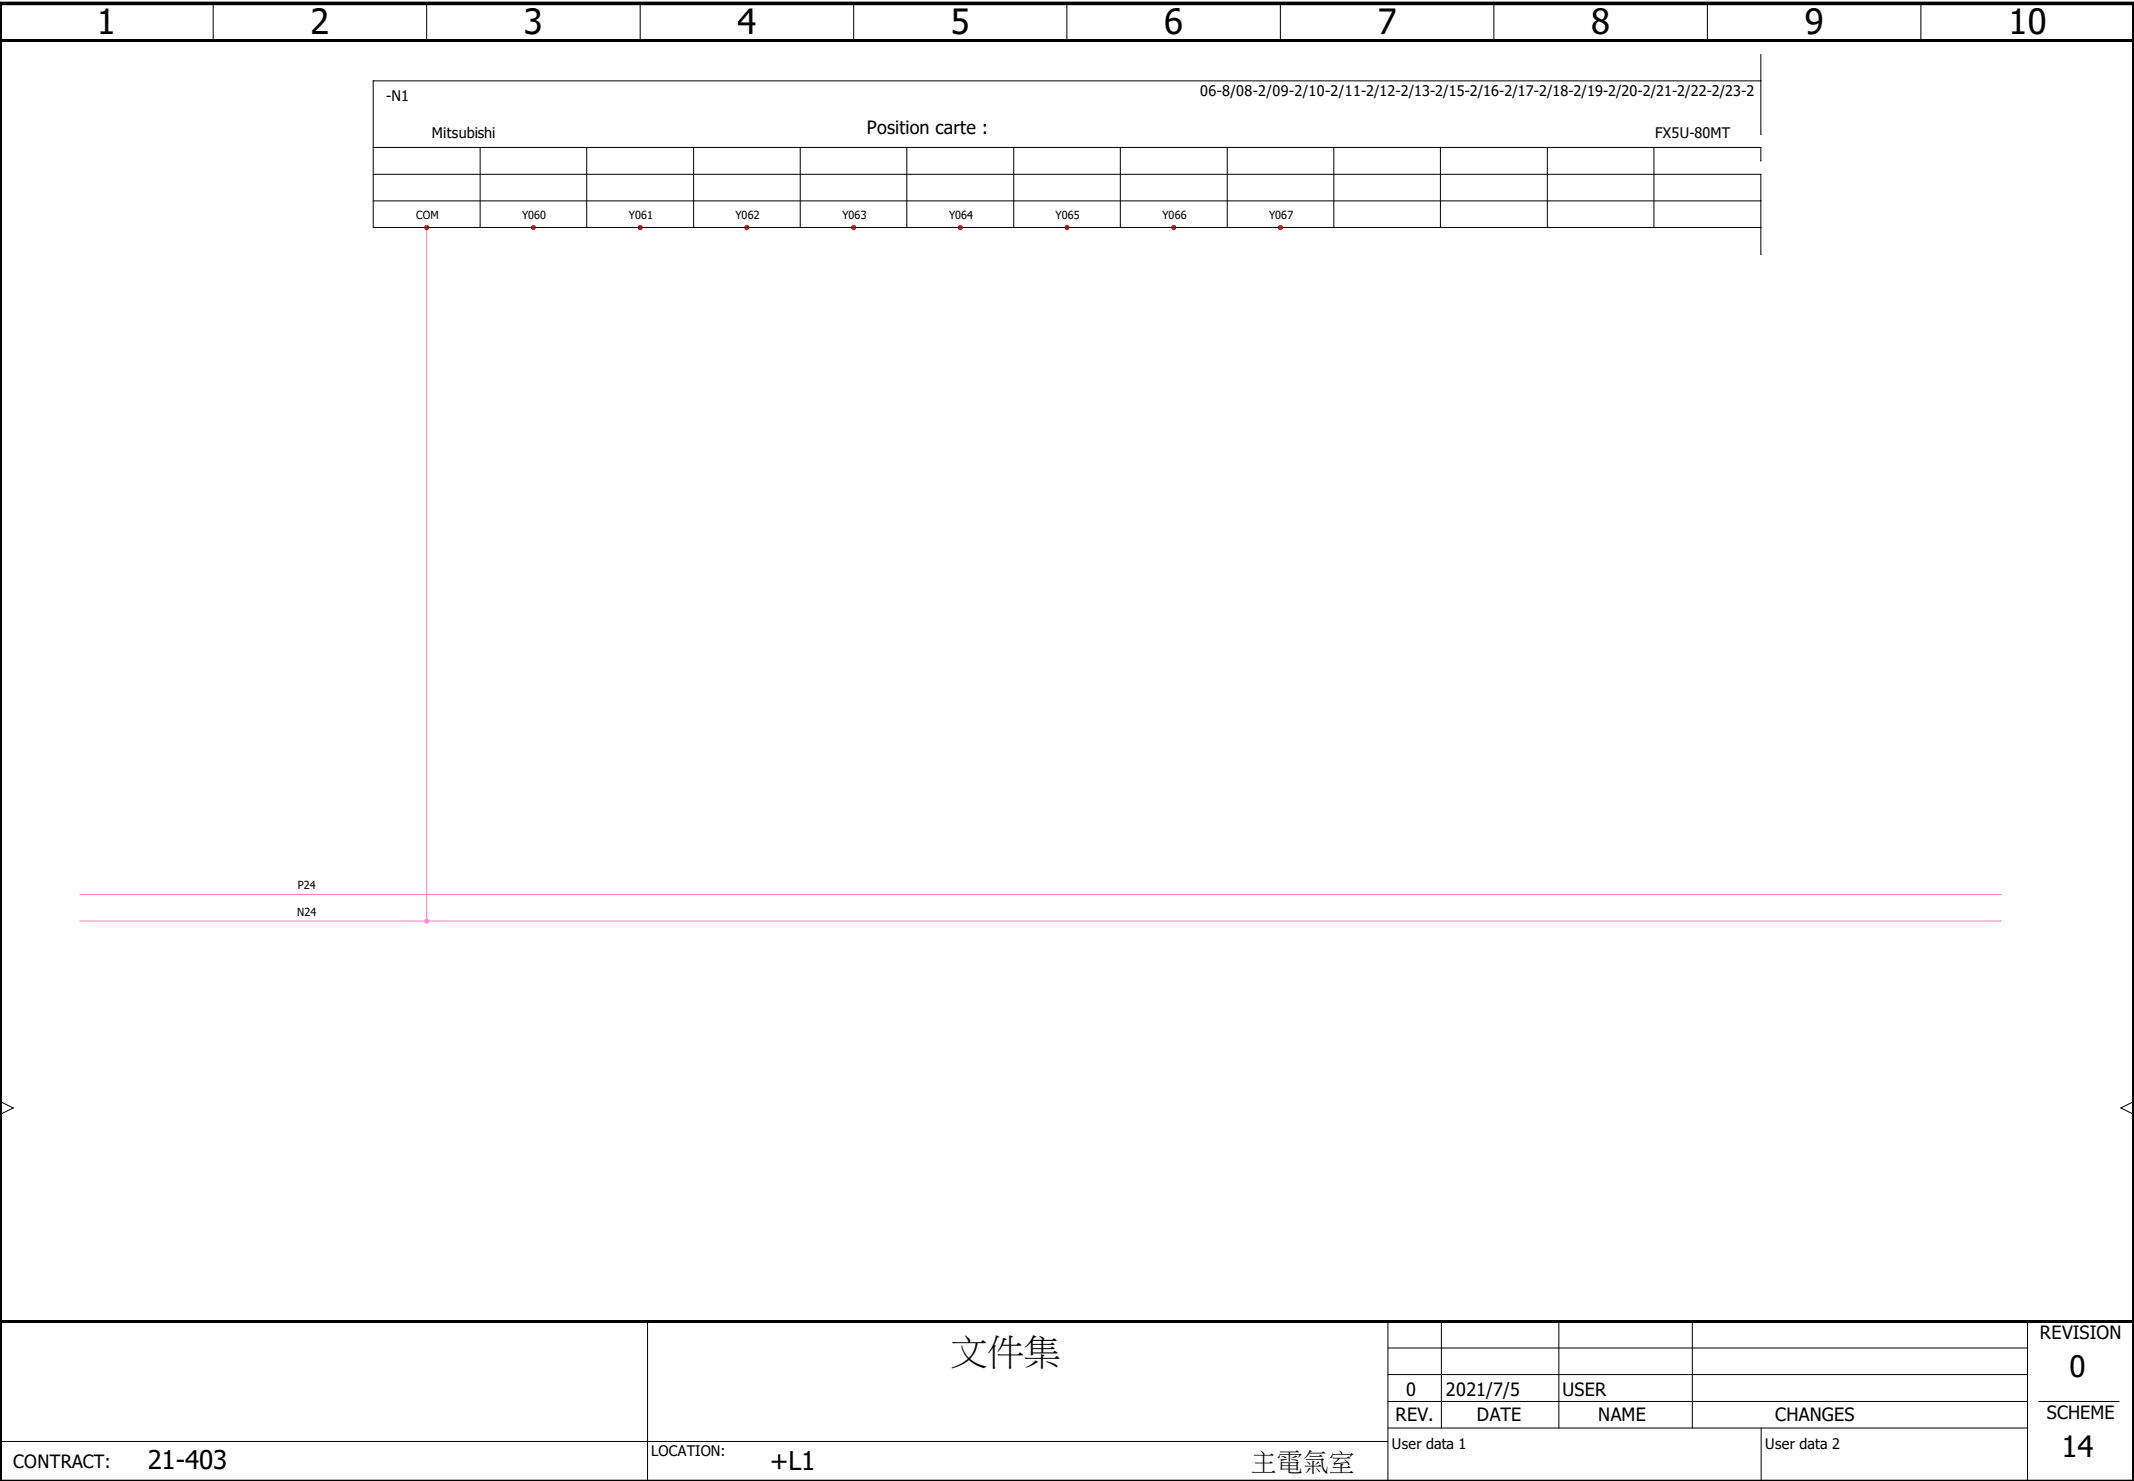 1 2 3 4 5 6 7 8 9 10
-N1 06-8/08-2/09-2/10-2/11-2/12-2/13-2/15-2/16-2/17-2/18-2/19-2/20-2/21-2/22-2/23-2
Mitsubishi Position carte : FX5U-80MT
COM Y060 Y061 Y062 Y063 Y064 Y065 Y066 Y067
P24
N24
文件集
REVISION
0
0 2021/7/5 USER
REV. DATE NAME CHANGES
SCHEME
14
CONTRACT: 21-403
LOCATION: +L1 主電氣室
User data 1 User data 2